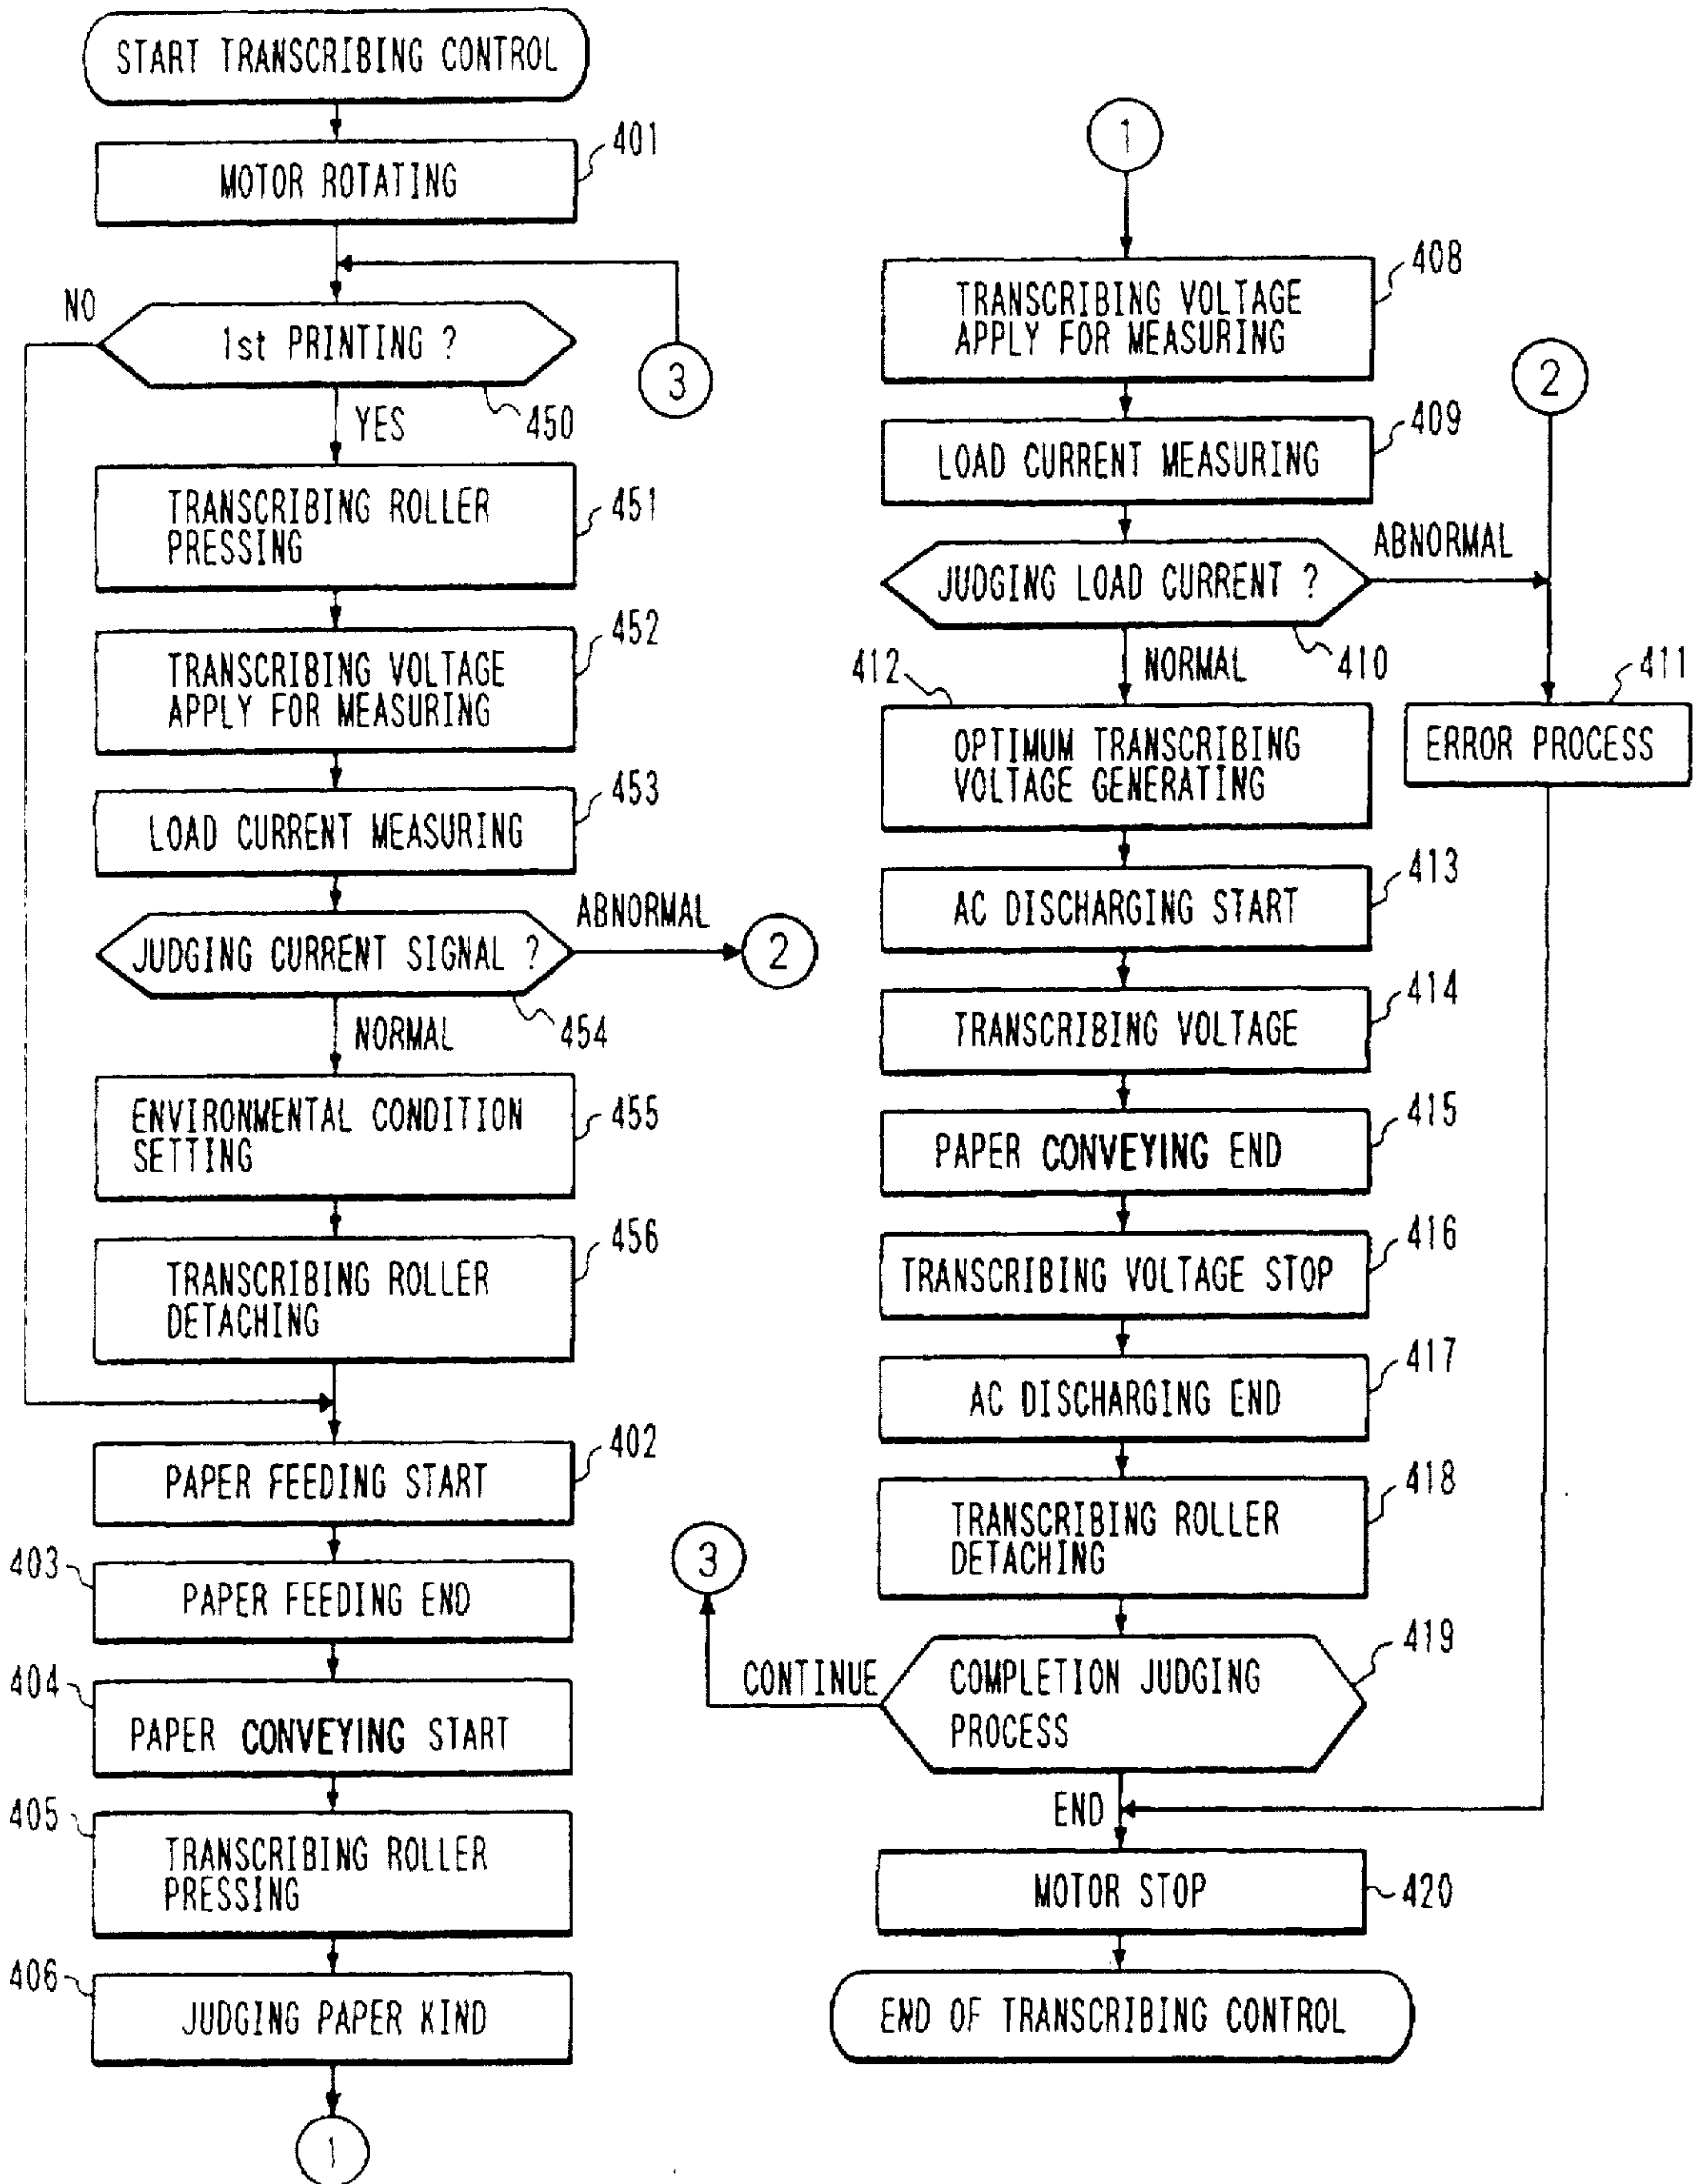 START TRANSCRIBING CONTROL
401
MOTOR ROTATING
NO
1st PRINTING ?
3
450
YES
TRANSCRIBING ROLLER
PRESSING
451
452
TRANSCRIBING VOLTAGE
APPLY FOR MEASURING
453
LOAD CURRENT MEASURING
ABNORMAL
JUDGING CURRENT SIGNAL ?
2
454
NORMAL
ENVIRONMENTAL CONDITION
SETTING
455
456
TRANSCRIBING ROLLER
DETACHING
402
PAPER FEEDING START
403
PAPER FEEDING END
404
PAPER CONVEYING START
405
TRANSCRIBING ROLLER
PRESSING
406
JUDGING PAPER KIND
1
1
408
TRANSCRIBING VOLTAGE
APPLY FOR MEASURING
2
409
LOAD CURRENT MEASURING
ABNORMAL
JUDGING LOAD CURRENT ?
410
412
NORMAL
411
OPTIMUM TRANSCRIBING
VOLTAGE GENERATING
ERROR PROCESS
413
AC DISCHARGING START
414
TRANSCRIBING VOLTAGE
415
PAPER CONVEYING END
416
TRANSCRIBING VOLTAGE STOP
417
AC DISCHARGING END
418
TRANSCRIBING ROLLER
DETACHING
3
419
CONTINUE
COMPLETION JUDGING
PROCESS
END
MOTOR STOP
420
END OF TRANSCRIBING CONTROL